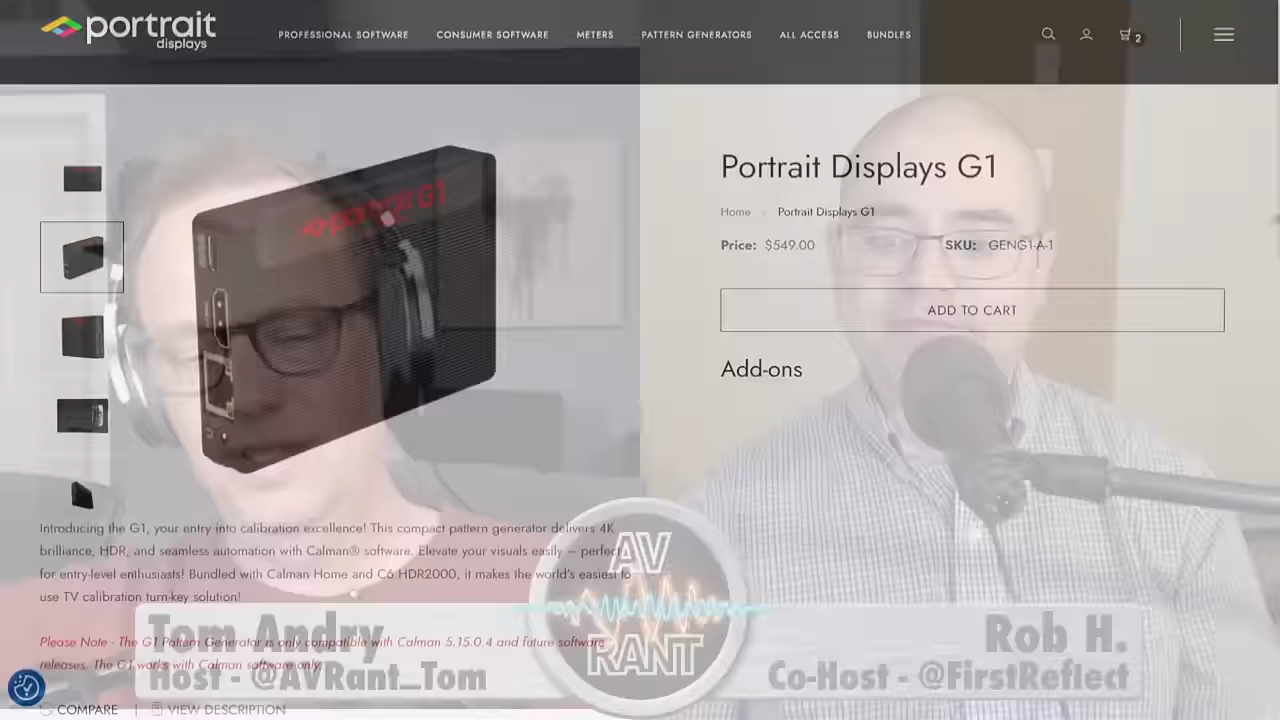 portrait
displays
PROFESSIONAL SOFTWARE
CONSUMER SOFTWARE
METERS
PATTERN GENERATORS
ALL ACCESS
BUNDLES
2
portrait G1
Portrait Displays G1
Home
Portrait Displays G1
Price: $549.00
SKU: GENG1-A-1
ADD TO CART
Add-ons
Introducing the G1, your entry into calibration excellence! This compact pattern generator delivers 4K
brilliance, HDR, and seamless automation with Calman® software. Elevate your visuals easily – perfect
for entry-level enthusiasts! Bundled with Calman Home and C6 HDR2000, it makes the world's easiest to
use TV calibration turn-key solution!
Please Note - The G1 Pattern Generator is only compatible with Calman 5.15.0.4 and future software
releases. The G1 works with Calman software only.
COMPARE | VIEW DESCRIPTION
Tom Andry
Host - @AVRant_Tom
AV
RANT
Rob H.
Co-Host - @FirstReflect